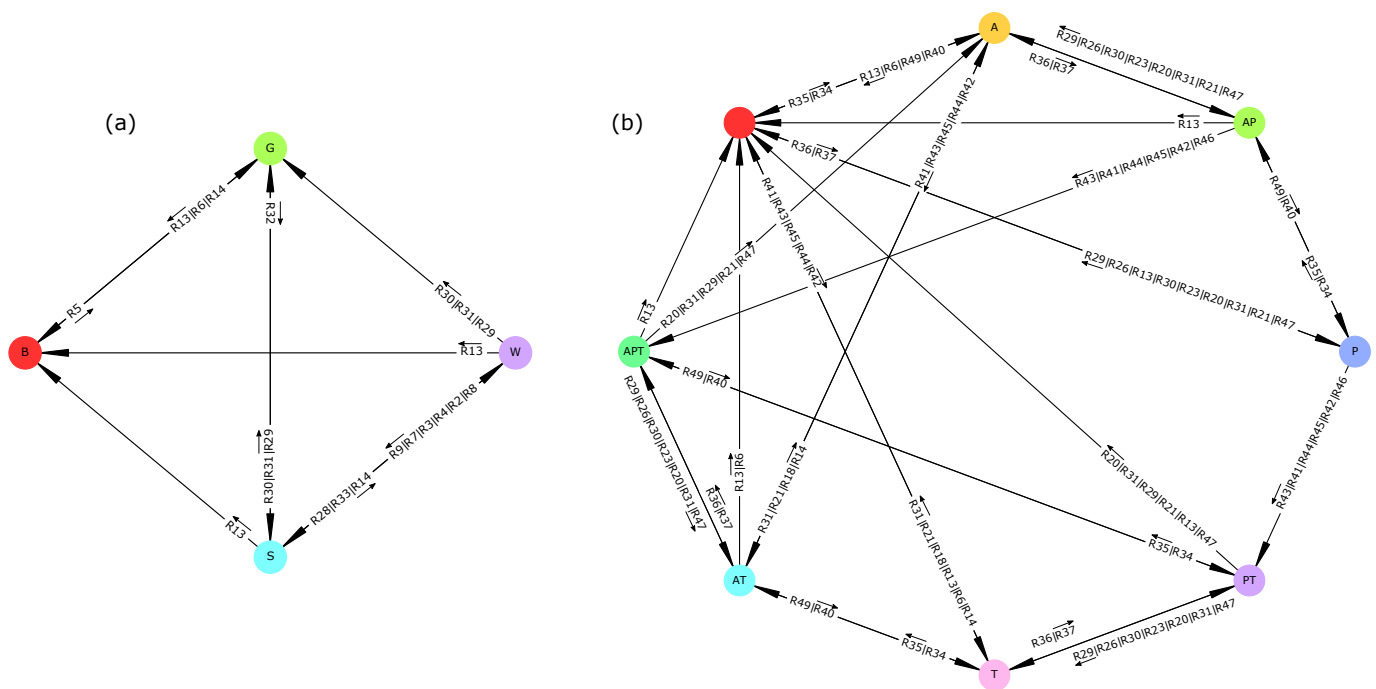 (a)
G
R13|R6|R14
R32
R5
R30|R31|R29
B
R13
W
R9|R7|R3|R4|R2|R8
R30|R31|R29
R28|R33|R14
R13
S
(b)
A
R29|R26|R30|R23|R20|R31|R21|R47
R13|R6|R49|R40
R36|R37
R35|R34
R41|R43|R45|R44|R42
AP
R13
R36|R37
R43|R41|R44|R45|R42|R46
R41|R43|R45|R44|R42
R49|R40
R20|R31|R29|R21|R47
R29|R26|R13|R30|R23|R20|R31|R21|R47
R35|R34
R13
APT
P
R49|R40
R29|R26|R30|R23|R20|R31|R47
R43|R41|R44|R45|R42|R46
R13|R6
R31|R21|R18|R14
R20|R31|R29|R21|R13|R47
R36|R37
R31|R21|R18|R13|R6|R14
R35|R34
AT
PT
R49|R40
R36|R37
R29|R26|R30|R23|R20|R31|R47
R35|R34
T